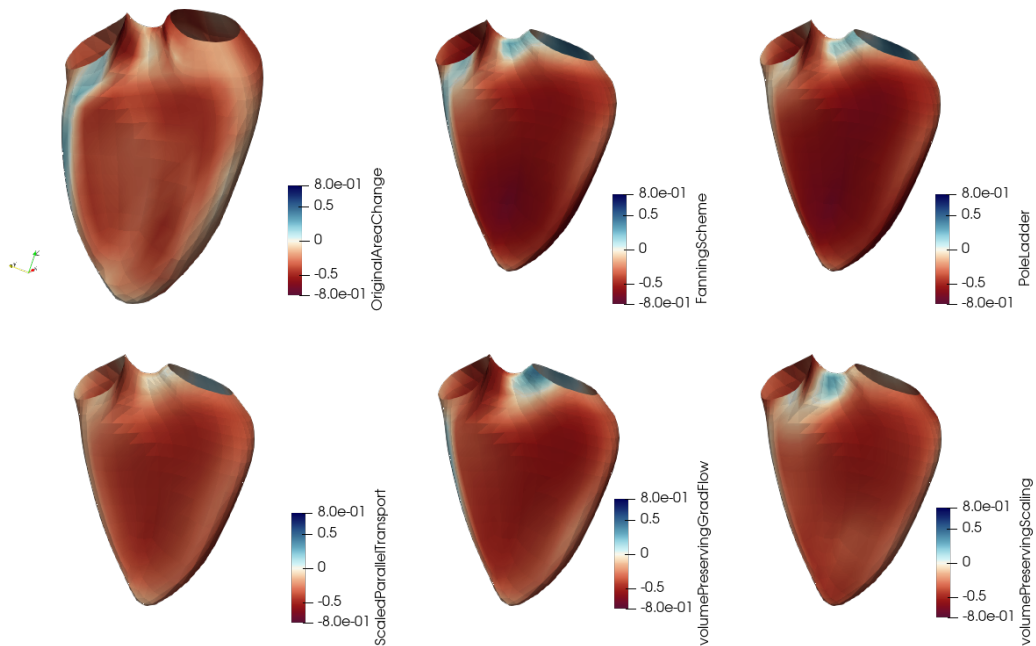 8.0e-01
0.5
0
-0.5
-8.0e-01
OriginalAreaChange
8.0e-01
0.5
0
-0.5
-8.0e-01
FanningScheme
8.0e-01
0.5
0
-0.5
-8.0e-01
PoleLadder
8.0e-01
0.5
0
-0.5
-8.0e-01
ScaledParallelTransport
8.0e-01
0.5
0
-0.5
-8.0e-01
volumePreservingGradFlow
8.0e-01
0.5
0
-0.5
-8.0e-01
volumePreservingScaling